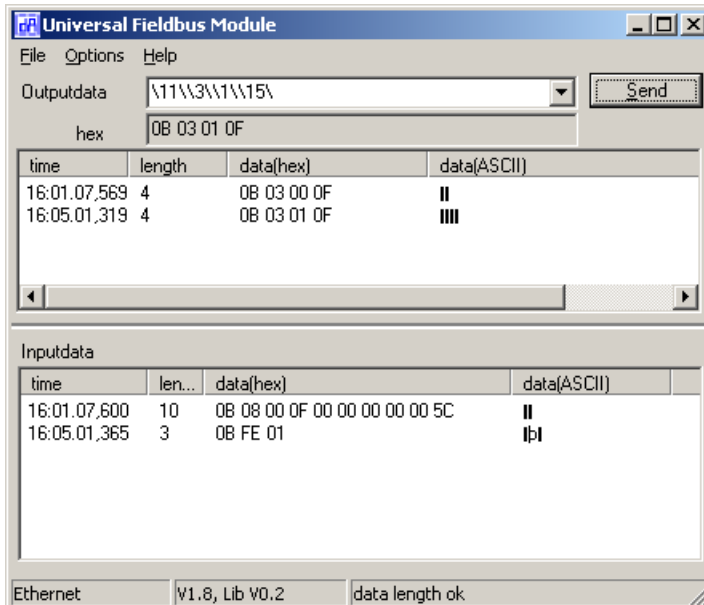 Universal Fieldbus Module
File Options Help
Outputdata \11\\3\\1\\15\ Send
hex 0B 03 01 0F
time length data(hex) data(ASCII)
16:01.07,569 4 0B 03 00 0F
16:05.01,319 4 0B 03 01 0F
Inputdata
time len... data(hex) data(ASCII)
16:01.07,600 10 0B 08 00 0F 00 00 00 00 00 5C
16:05.01,365 3 0B FE 01 þ
Ethernet V1.8, Lib V0.2 data length ok